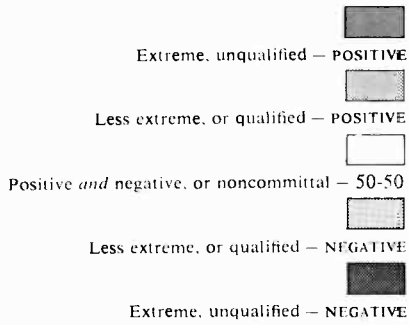 Extreme, unqualified – POSITIVE
Less extreme, or qualified – POSITIVE
Positive and negative, or noncommittal – 50-50
Less extreme, or qualified – NEGATIVE
Extreme, unqualified – NEGATIVE